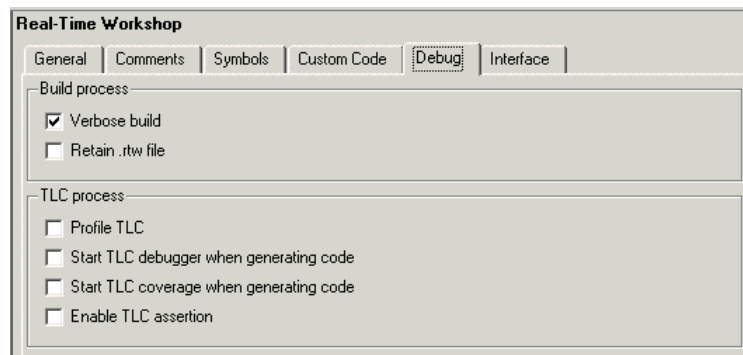 Real-Time Workshop
General Comments Symbols Custom Code Debug Interface
Build process
Verbose build
Retain .rtw file
TLC process
Profile TLC
Start TLC debugger when generating code
Start TLC coverage when generating code
Enable TLC assertion